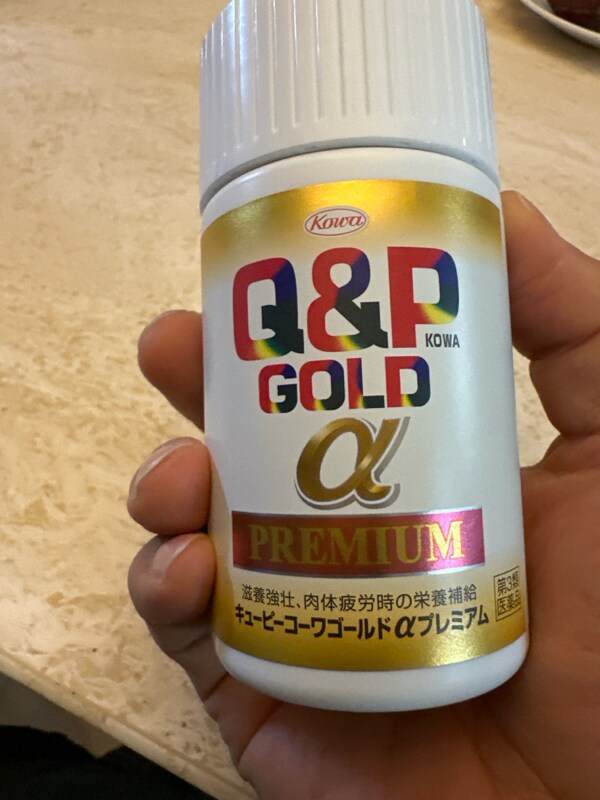 Kowa
Q&P
KOWA
GOLD
α
PREMIUM
滋養強壮、肉体疲労時の栄養補給
キューピーコーワゴールドαプレミアム
第3類
医薬品